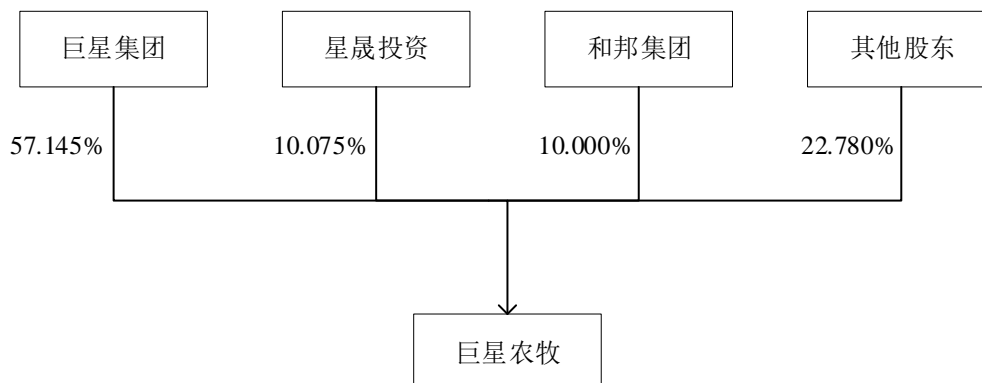 巨星集团
星晟投资
和邦集团
其他股东
57.145%
10.075%
10.000%
22.780%
巨星农牧